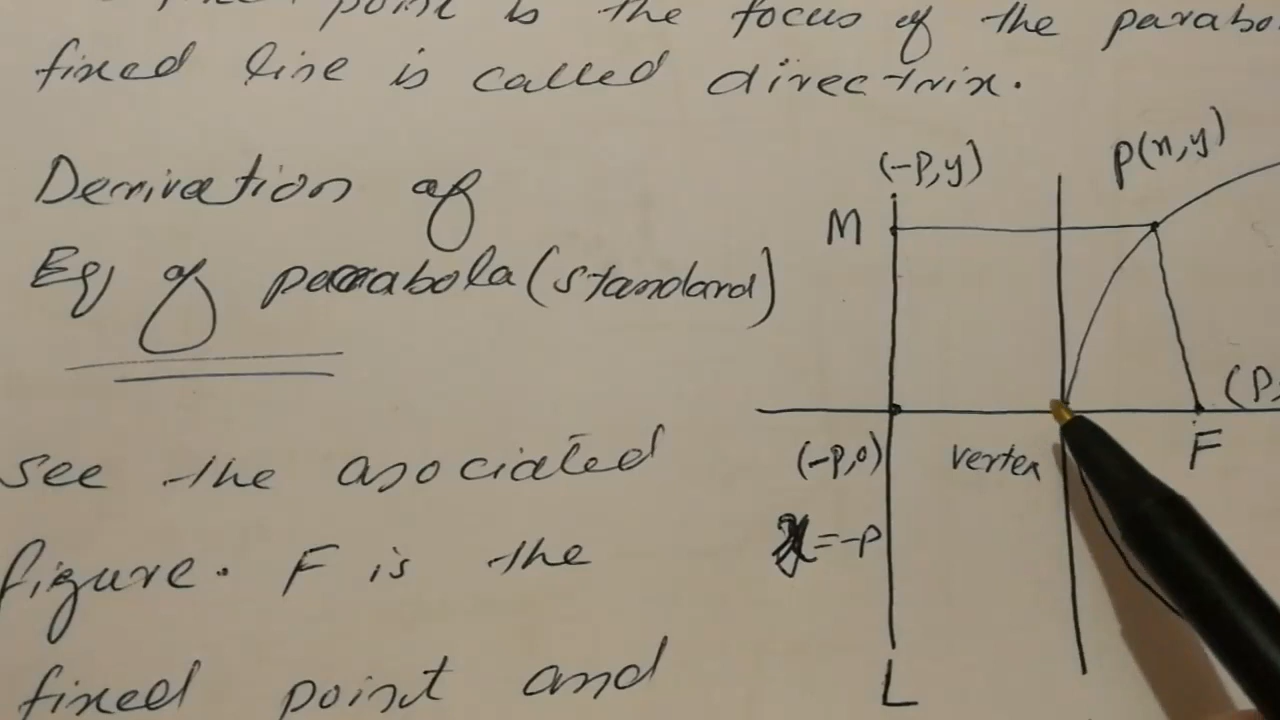 point is the focus of the parabo
fixed line is called directrix.
Derivation of
Eq of parabola (standard)
see the asociated
figure. F is the
fixed point and
(-P,y)
P(x,y)
M
(P,
F
(-P,0)
vertex
x=-P
L